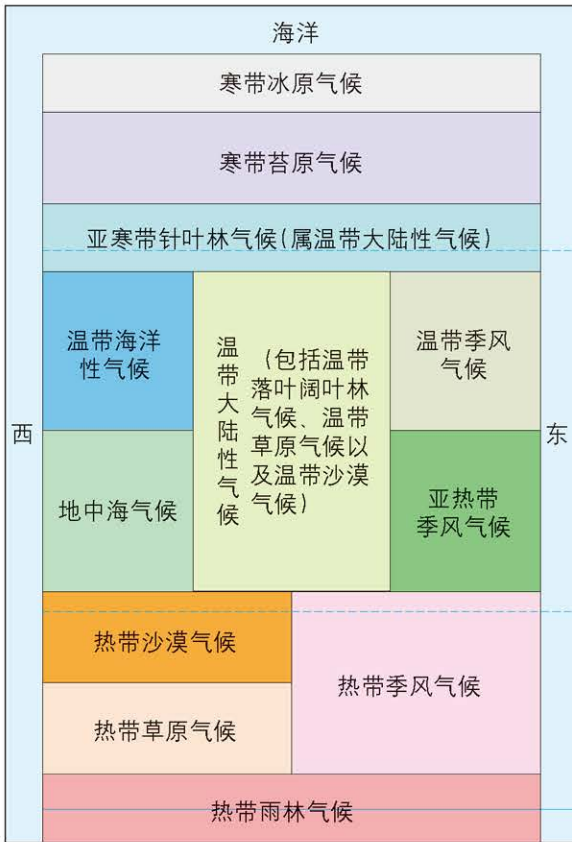 海洋
寒带冰原气候
寒带苔原气候
亚寒带针叶林气候(属温带大陆性气候)
温带海洋
性气候
温带大陆性气候
(包括温带
落叶阔叶林
气候、温带
草原气候以
及温带沙漠
气候)
温带季风
气候
西
东
地中海气候
亚热带
季风气候
热带沙漠气候
热带季风气候
热带草原气候
热带雨林气候